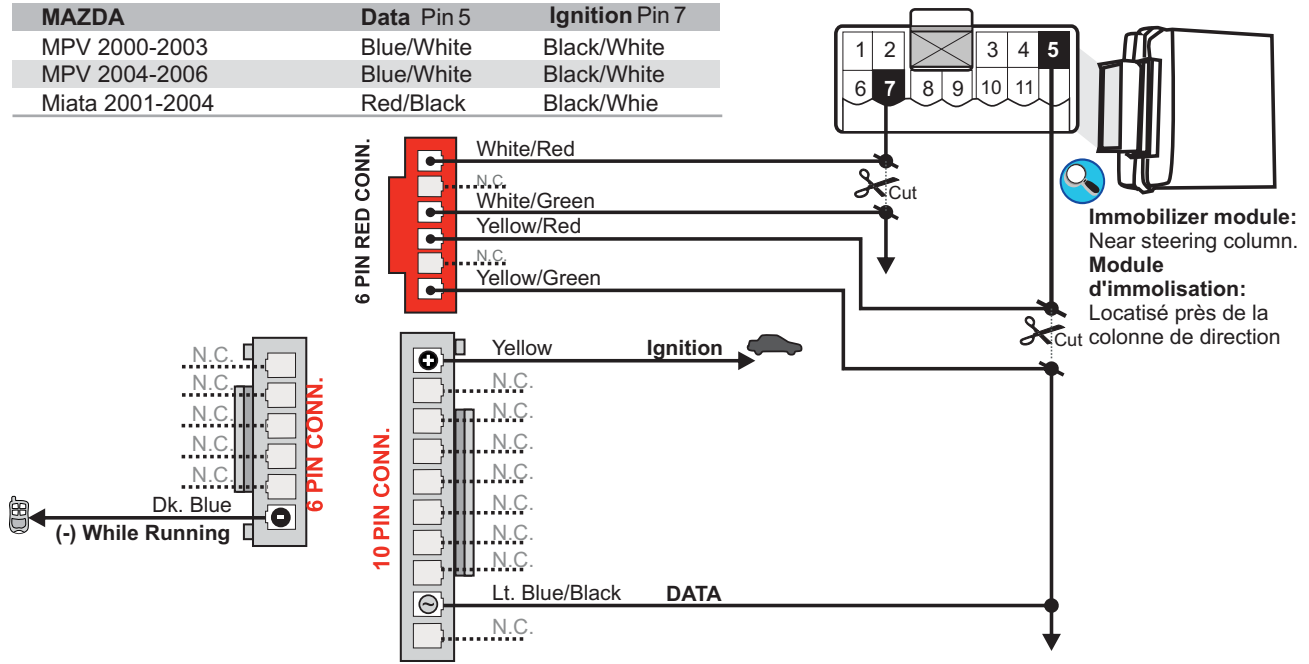 MAZDA Data Pin 5 Ignition Pin 7
MPV 2000-2003 Blue/White Black/White
MPV 2004-2006 Blue/White Black/White
Miata 2001-2004 Red/Black Black/Whie
1 2 3 4 5
6 7 8 9 10 11
6 PIN RED CONN.
White/Red
N.C.
White/Green
Yellow/Red
N.C.
Yellow/Green
Cut
Cut
Immobilizer module:
Near steering column.
Module
d'immolisation:
Locatisé près de la
colonne de direction
6 PIN CONN.
N.C.
N.C.
N.C.
N.C.
N.C.
Dk. Blue
(-) While Running
10 PIN CONN.
Yellow Ignition
N.C.
N.C.
N.C.
N.C.
N.C.
N.C.
N.C.
Lt. Blue/Black DATA
N.C.